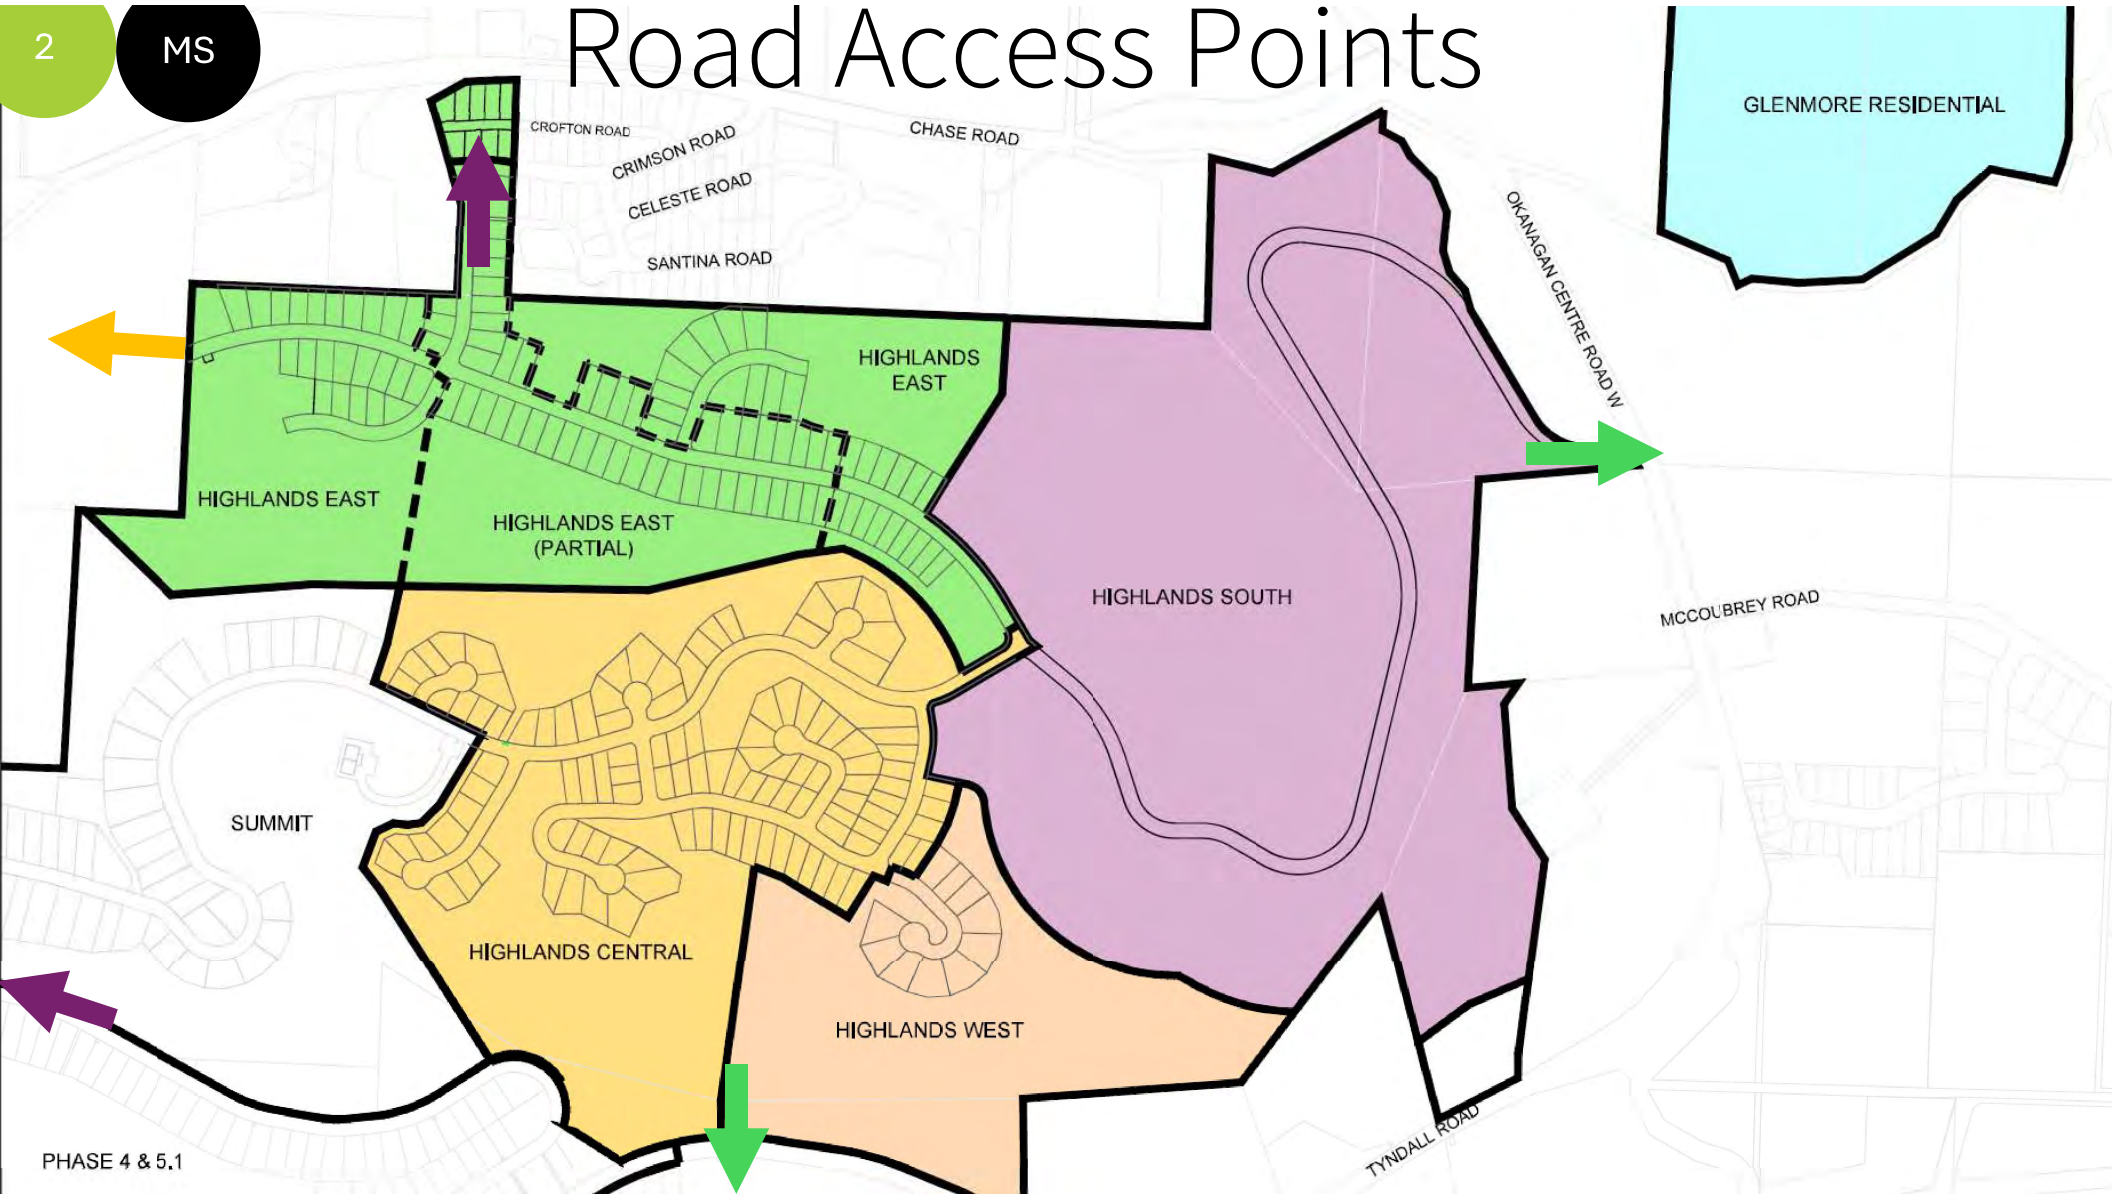 2
MS
Road Access Points
GLENMORE RESIDENTIAL
CROFTON ROAD
CRIMSON ROAD
CHASE ROAD
CELESTE ROAD
SANTINA ROAD
OKANAGAN CENTRE ROAD W
HIGHLANDS
EAST
HIGHLANDS EAST
HIGHLANDS EAST
(PARTIAL)
HIGHLANDS SOUTH
MCCOUBREY ROAD
SUMMIT
HIGHLANDS CENTRAL
HIGHLANDS WEST
TYNDALL ROAD
PHASE 4 & 5.1